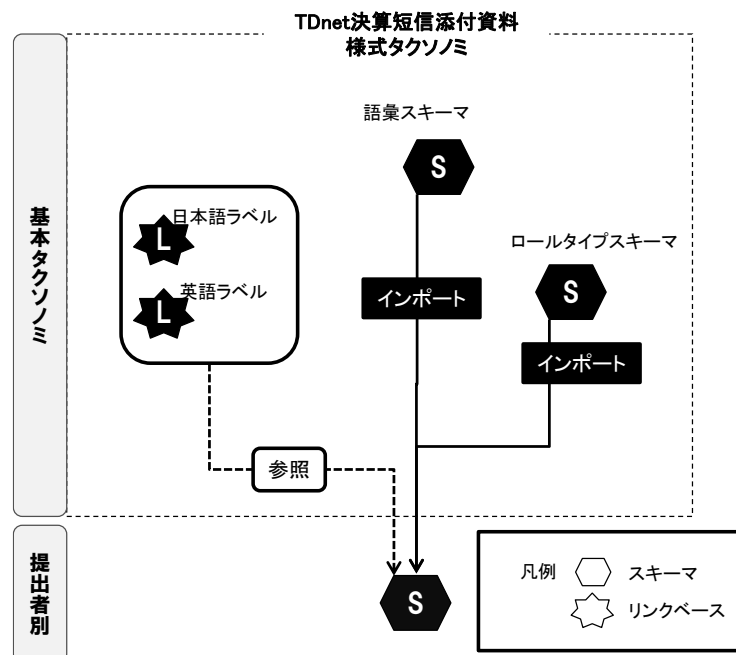 TDnet決算短信添付資料
様式タクソノミ
語彙スキーマ
S
日本語ラベル
L
ロールタイプスキーマ
S
英語ラベル
L
インポート
インポート
参照
基本タクソノミ
提出者別
S
凡例
スキーマ
リンクベース